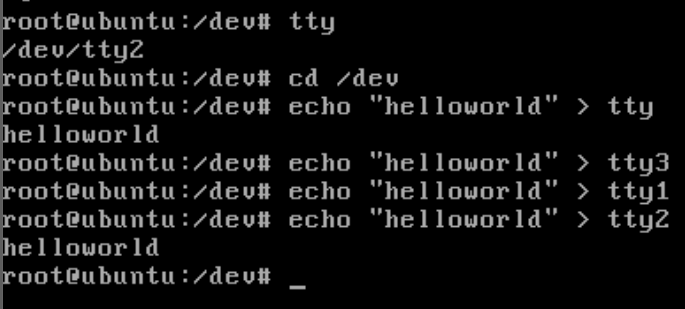 root@ubuntu:/dev# tty
/dev/tty2
root@ubuntu:/dev# cd /dev
root@ubuntu:/dev# echo "helloworld" > tty
helloworld
root@ubuntu:/dev# echo "helloworld" > tty3
root@ubuntu:/dev# echo "helloworld" > tty1
root@ubuntu:/dev# echo "helloworld" > tty2
helloworld
root@ubuntu:/dev# _